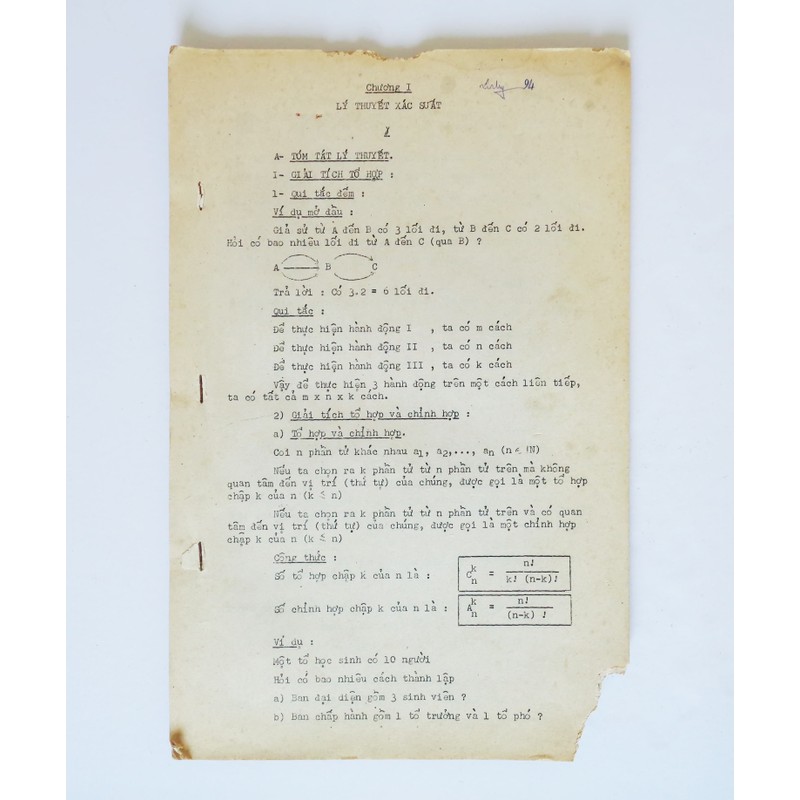 Chương I
94
LÝ THUYẾT XÁC SUẤT
I
A- TÓM TẮT LÝ THUYẾT.
I- GIẢI TÍCH TỔ HỢP :
1- Qui tắc đếm :
Ví dụ mở đầu :
Giả sử từ A đến B có 3 lối đi, từ B đến C có 2 lối đi.
Hỏi có bao nhiêu lối đi từ A đến C (qua B) ?
A B C
Trả lời : Có 3.2 = 6 lối đi.
Qui tắc :
Để thực hiện hành động I , ta có m cách
Để thực hiện hành động II , ta có n cách
Để thực hiện hành động III , ta có k cách
Vậy để thực hiện 3 hành động trên một cách liên tiếp,
ta có tất cả m x n x k cách.
2) Giải tích tổ hợp và chỉnh hợp :
a) Tổ hợp và chỉnh hợp.
Coi n phần tử khác nhau a1, a2,..., an (n ∈ IN)
Nếu ta chọn ra k phần tử từ n phần tử trên mà không
quan tâm đến vị trí (thứ tự) của chúng, được gọi là một tổ hợp
chập k của n (k ≤ n)
Nếu ta chọn ra k phần tử từ n phần tử trên và có quan
tâm đến vị trí (thứ tự) của chúng, được gọi là một chỉnh hợp
chập k của n (k ≤ n)
Công thức :
Số tổ hợp chập k của n là : C k n = n! / k! (n-k)!
Số chỉnh hợp chập k của n là : A k n = n! / (n-k) !
Ví dụ :
Một tổ học sinh có 10 người
Hỏi có bao nhiêu cách thành lập
a) Ban đại diện gồm 3 sinh viên ?
b) Ban chấp hành gồm 1 tổ trưởng và 1 tổ phó ?